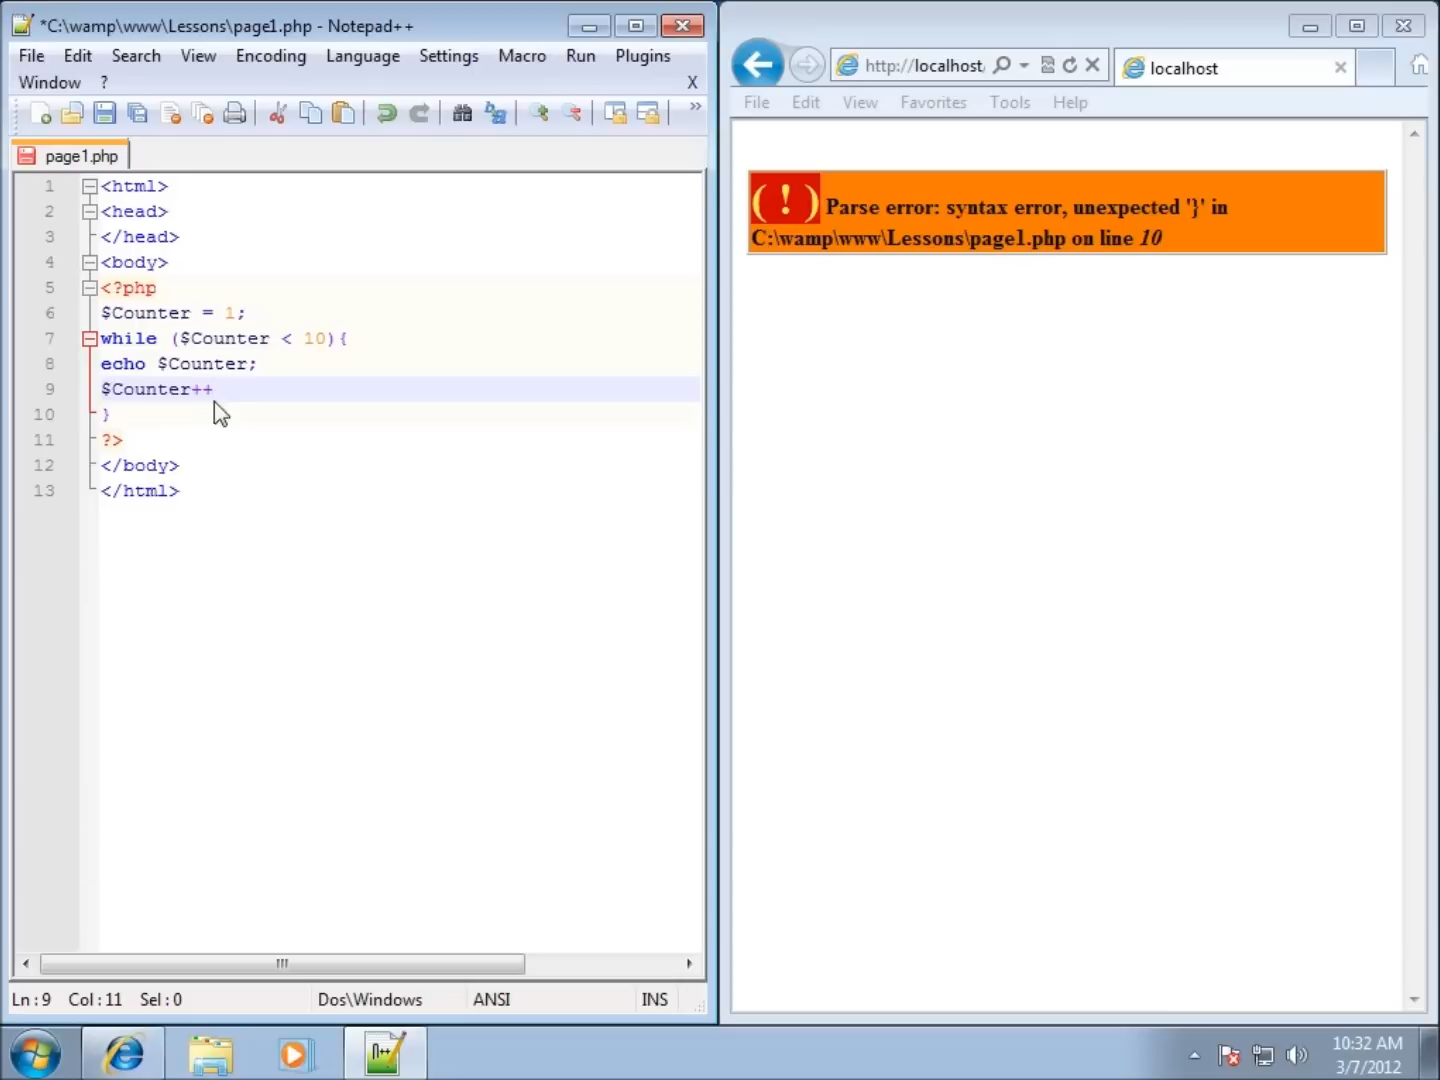 *C:\wamp\www\Lessons\page1.php - Notepad++
File Edit Search View Encoding Language Settings Macro Run Plugins
Window ? X
page1.php
1 <html>
2 <head>
3 </head>
4 <body>
5 <?php
6 $Counter = 1;
7 while ($Counter < 10){
8 echo $Counter;
9 $Counter++
10 }
11 ?>
12 </body>
13 </html>
Ln : 9 Col : 11 Sel : 0 Dos\Windows ANSI INS
http://localhost
localhost
File Edit View Favorites Tools Help
( ! ) Parse error: syntax error, unexpected '}' in
C:\wamp\www\Lessons\page1.php on line 10
10:32 AM
3/7/2012